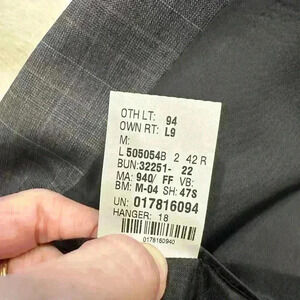 OTH LT: 94
OWN RT: L9
M:
L 505054B 2 42 R
BUN: 32251- 22
MA: 940/ FF VB:
BM: M-04 SH: 47S
UN: 017816094
HANGER: 18
0178160940